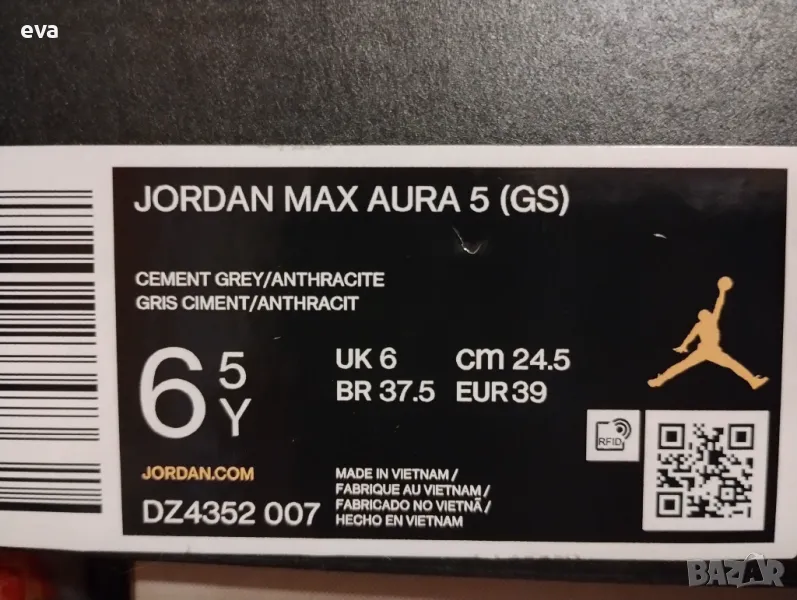 eva
JORDAN MAX AURA 5 (GS)
CEMENT GREY/ANTHRACITE
GRIS CIMENT/ANTHRACIT
6 5 Y
UK 6 cm 24.5
BR 37.5 EUR 39
RFID
JORDAN.COM
DZ4352 007
MADE IN VIETNAM /
FABRIQUE AU VIETNAM /
FABRICADO NO VIETNÃ /
HECHO EN VIETNAM
BAZAR